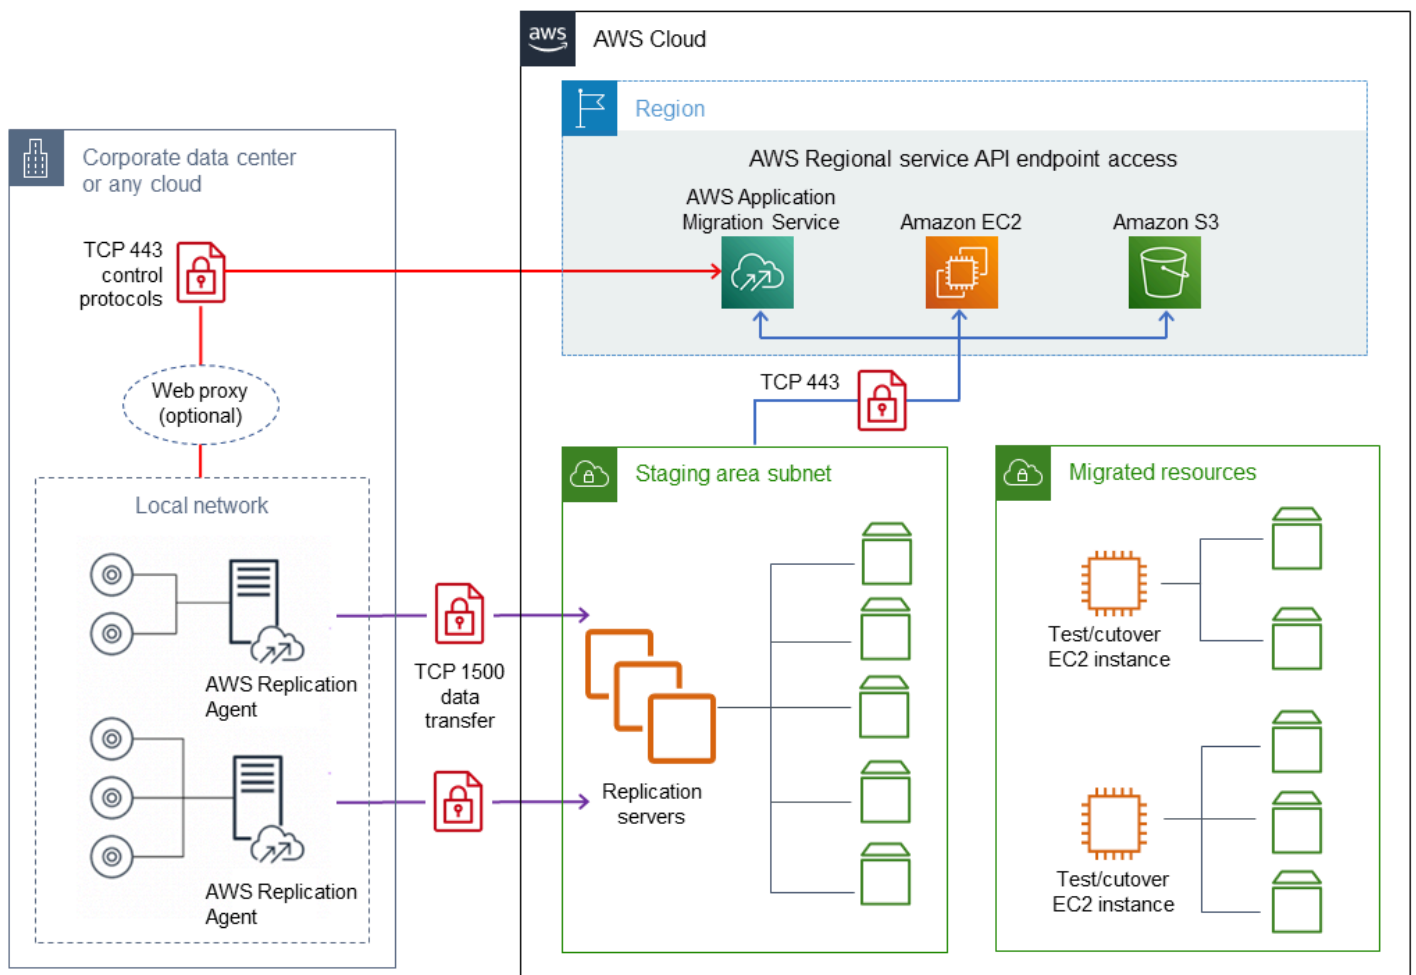 aws
AWS Cloud
Region
AWS Regional service API endpoint access
AWS Application
Migration Service
Amazon EC2
Amazon S3
Corporate data center
or any cloud
TCP 443
control
protocols
Web proxy
(optional)
Local network
AWS Replication
Agent
AWS Replication
Agent
TCP 1500
data
transfer
TCP 443
Staging area subnet
Replication
servers
Migrated resources
Test/cutover
EC2 instance
Test/cutover
EC2 instance